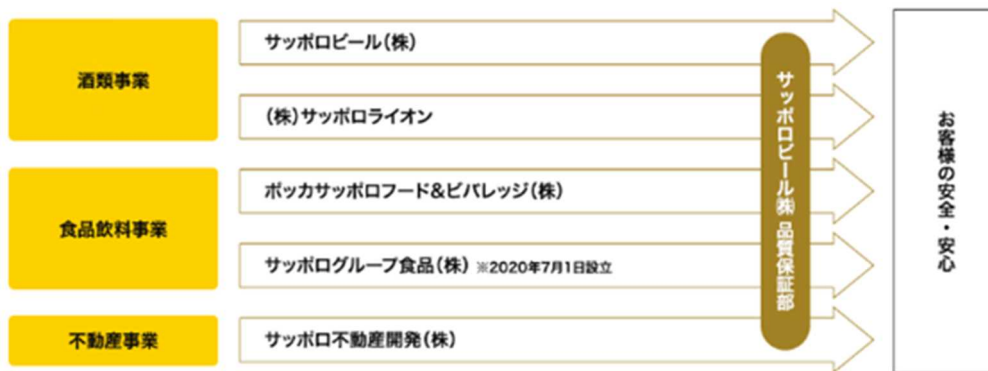 酒類事業
サッポロビール(株)
(株)サッポロライオン
食品飲料事業
ポッカサッポロフード&ビバレッジ(株)
サッポログループ食品(株) ※2020年7月1日設立
不動産事業
サッポロ不動産開発(株)
サッポロビール㈱ 品質保証部
お客様の安全・安心